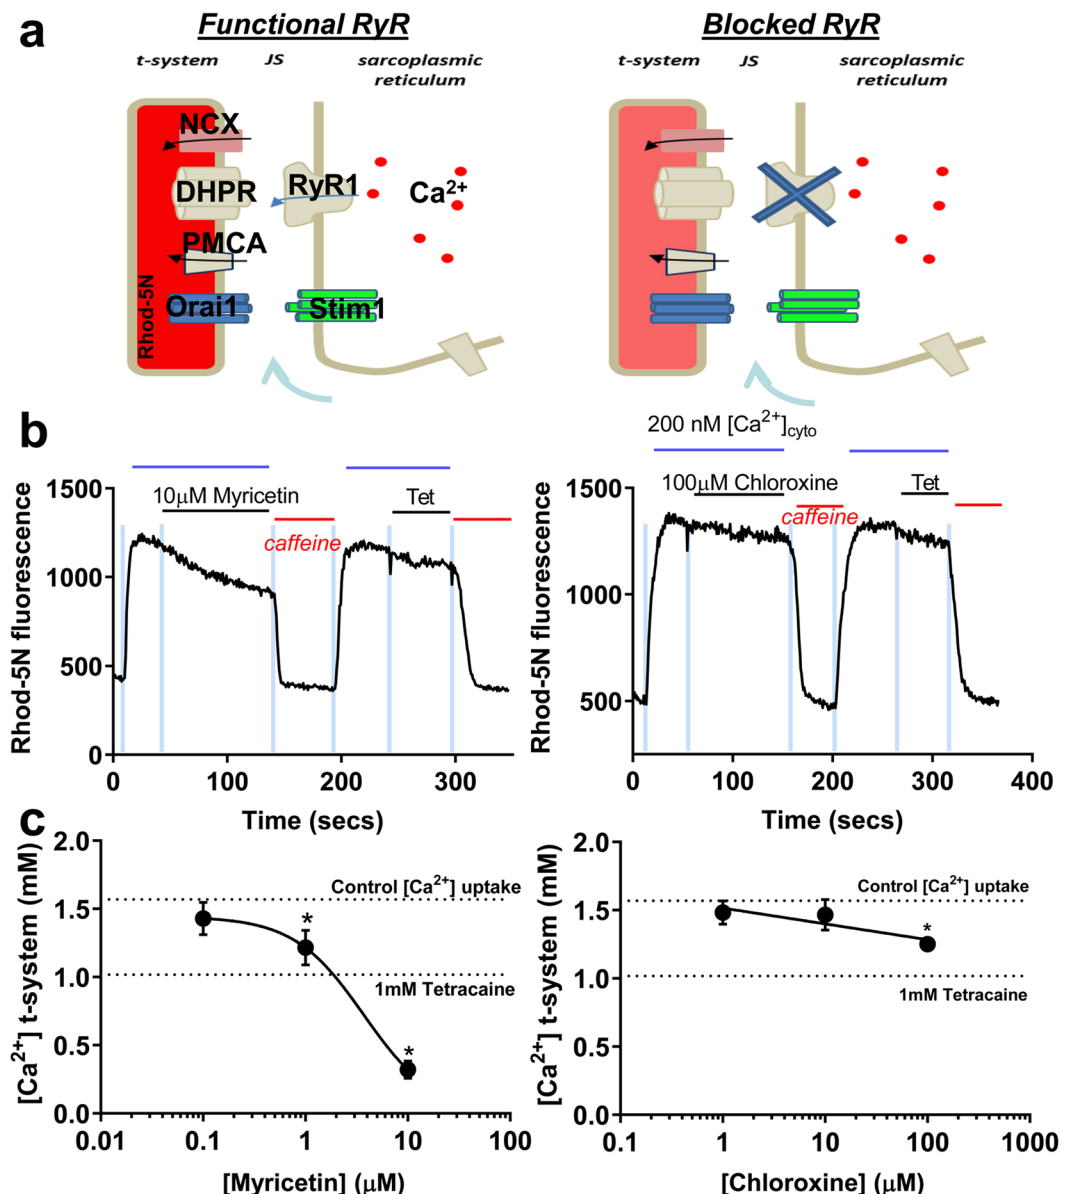 a
Functional RyR
Blocked RyR
t-system
JS
sarcoplasmic
reticulum
t-system
JS
sarcoplasmic
reticulum
NCX
DHPR
RyR1
Ca2+
PMCA
Orai1
Stim1
Rhod-5N
b
200 nM [Ca2+]cyto
10μM Myricetin
Tet
caffeine
100μM Chloroxine
Tet
caffeine
Rhod-5N fluorescence
1500
1000
500
0
0
100
200
300
Time (secs)
Rhod-5N fluorescence
1500
1000
500
0
100
200
300
400
Time (secs)
c
[Ca2+] t-system (mM)
2.0
1.5
1.0
0.5
0.0
Control [Ca2+] uptake
*
1mM Tetracaine
*
0.01
0.1
1
10
100
[Myricetin] (μM)
[Ca2+] t-system (mM)
2.0
1.5
1.0
0.5
0.0
Control [Ca2+] uptake
*
1mM Tetracaine
0.1
1
10
100
1000
[Chloroxine] (μM)